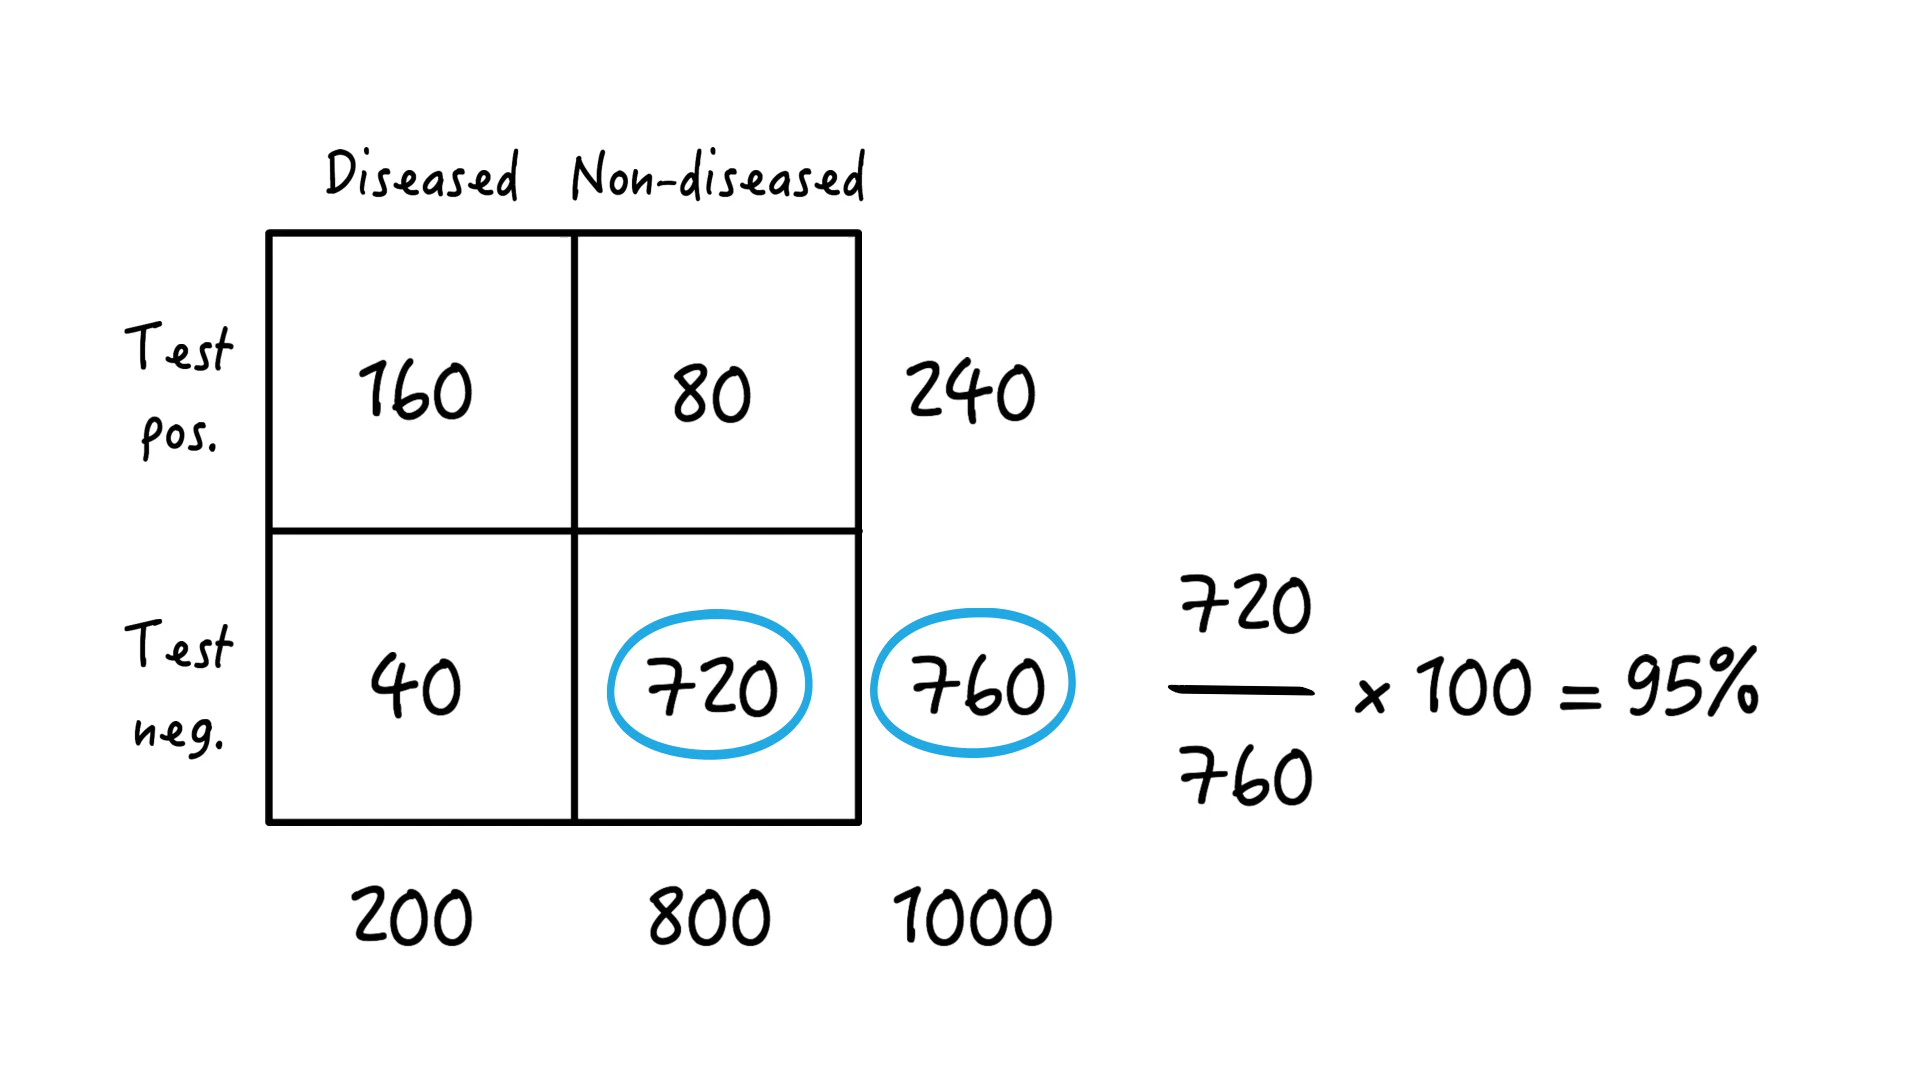 Diseased Non-diseased
Test pos. 160 80 240
Test neg. 40 720 760
720
760
× 100 = 95%
200 800 1000